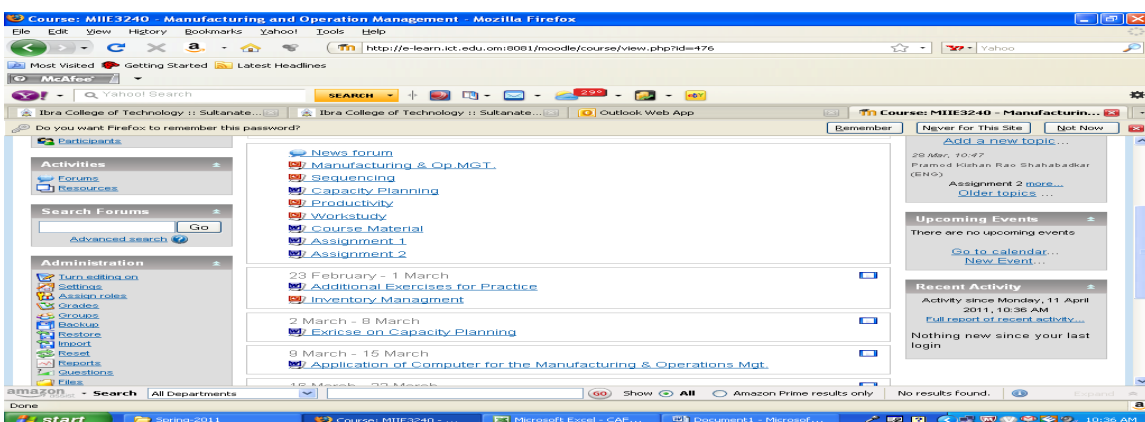 Course: MIIE3240 - Manufacturing and Operation Management - Mozilla Firefox
File Edit View History Bookmarks Yahoo! Tools Help
http://e-learn.ict.edu.om:8081/moodle/course/view.php?id=476
Yahoo
Most Visited Getting Started Latest Headlines
McAfee
Yahoo! Search SEARCH 29°
Ibra College of Technology :: Sultanate... Ibra College of Technology :: Sultanate... Outlook Web App Course: MIIE3240 - Manufacturin...
Do you want Firefox to remember this password? Remember Never for This Site Not Now
Participants
Activities
Forums
Resources
Search Forums
Go
Advanced search
Administration
Turn editing on
Settings
Assign roles
Grades
Groups
Backup
Restore
Import
Reset
Reports
Questions
Files
News forum
Manufacturing & Op.MGT.
Sequencing
Capacity Planning
Productivity
Workstudy
Course Material
Assignment 1
Assignment 2
23 February - 1 March
Additional Exercises for Practice
Inventory Managment
2 March - 8 March
Exricse on Capacity Planning
9 March - 15 March
Application of Computer for the Manufacturing & Operations Mgt.
16 March - 22 March
Add a new topic...
29 Mar, 10:47
Pramod Kishan Rao Shahabadkar
(ENG)
Assignment 2 more...
Older topics ...
Upcoming Events
There are no upcoming events
Go to calendar...
New Event...
Recent Activity
Activity since Monday, 11 April
2011, 10:36 AM
Full report of recent activity...
Nothing new since your last
login
amazon - Search All Departments GO Show All Amazon Prime results only No results found. Expand
Done
start Spring-2011 Course: MIIE3240 - ... Microsoft Excel - CAF... Document1 - Microsof... 10:36 AM